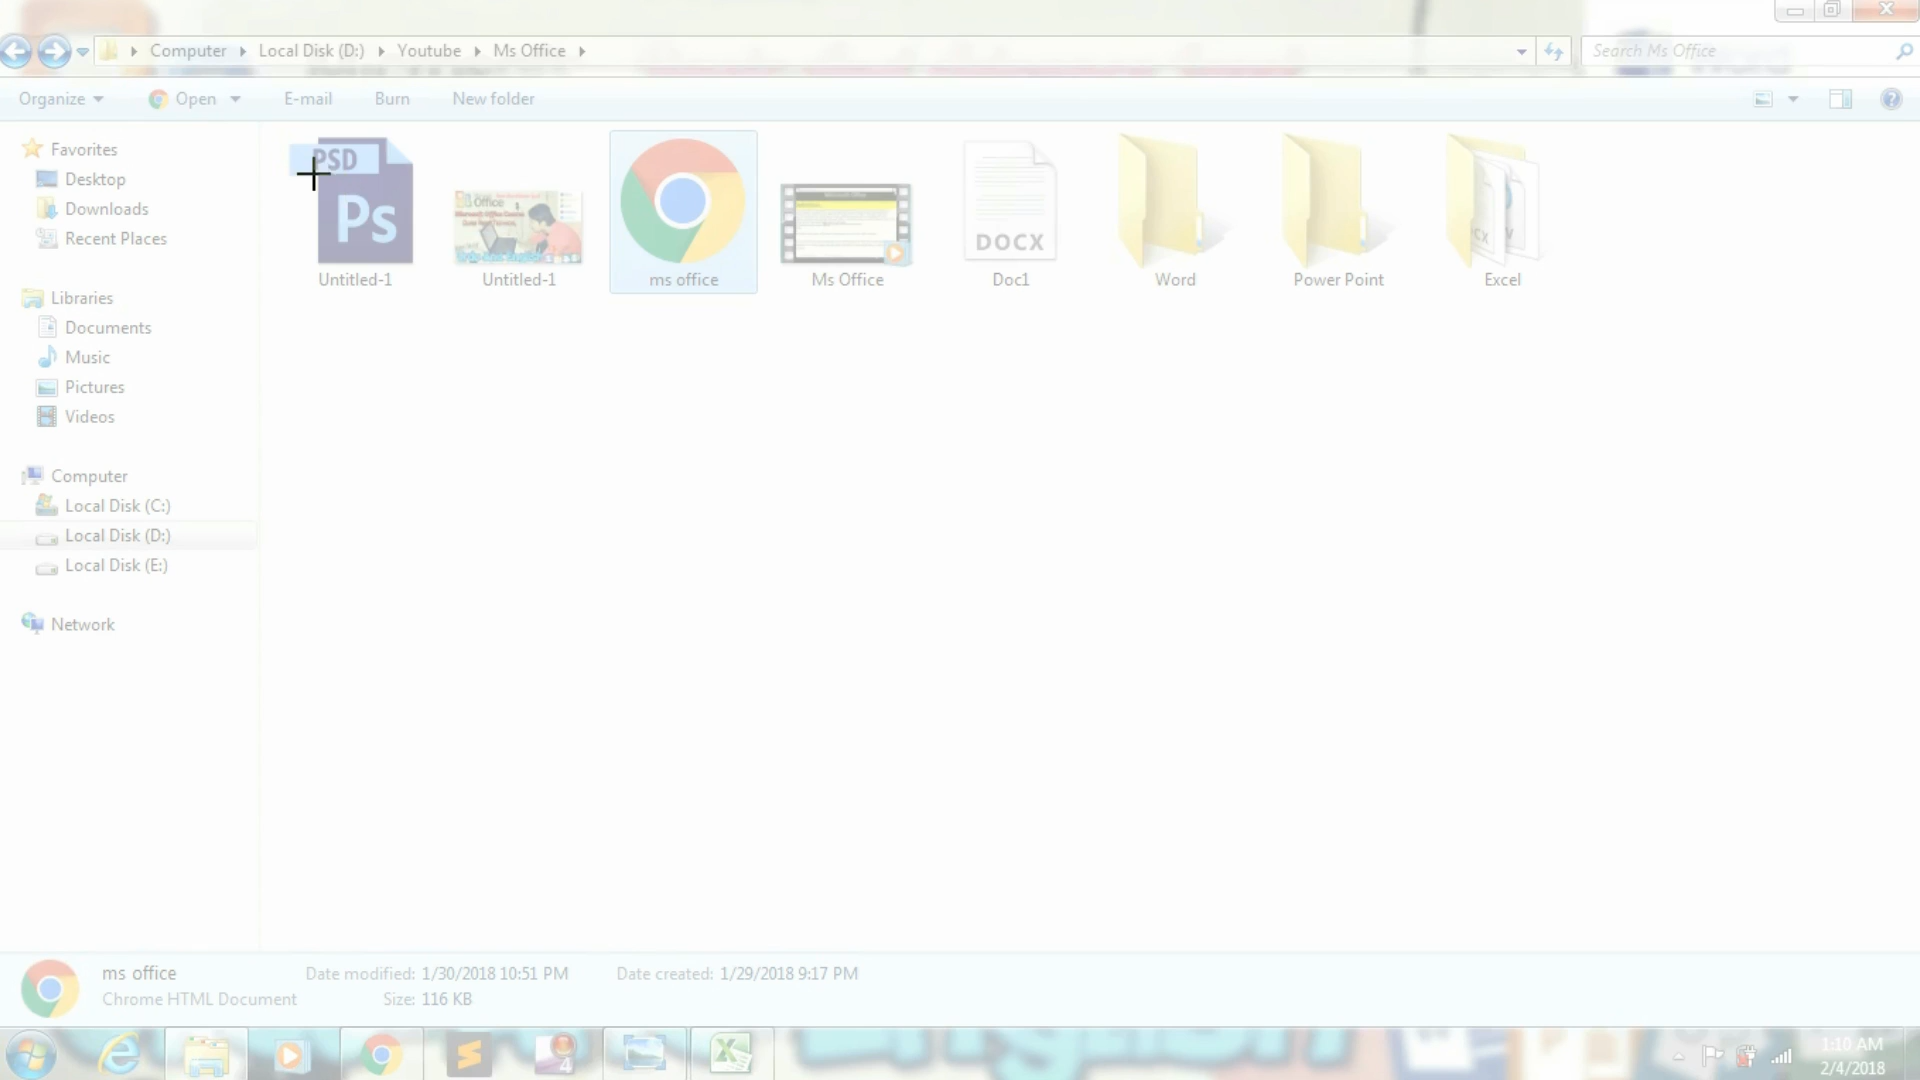 Computer Local Disk (D:) Youtube Ms Office
Search Ms Office
Organize Open E-mail Burn New folder
Favorites
Desktop
Downloads
Recent Places
Libraries
Documents
Music
Pictures
Videos
Computer
Local Disk (C:)
Local Disk (D:)
Local Disk (E:)
Network
PSD
Ps
Untitled-1
Office
Untitled-1
ms office
Ms Office
DOCX
Doc1
Word
Power Point
Excel
ms office Date modified: 1/30/2018 10:51 PM Date created: 1/29/2018 9:17 PM
Chrome HTML Document Size: 116 KB
English
1:10 AM
2/4/2018